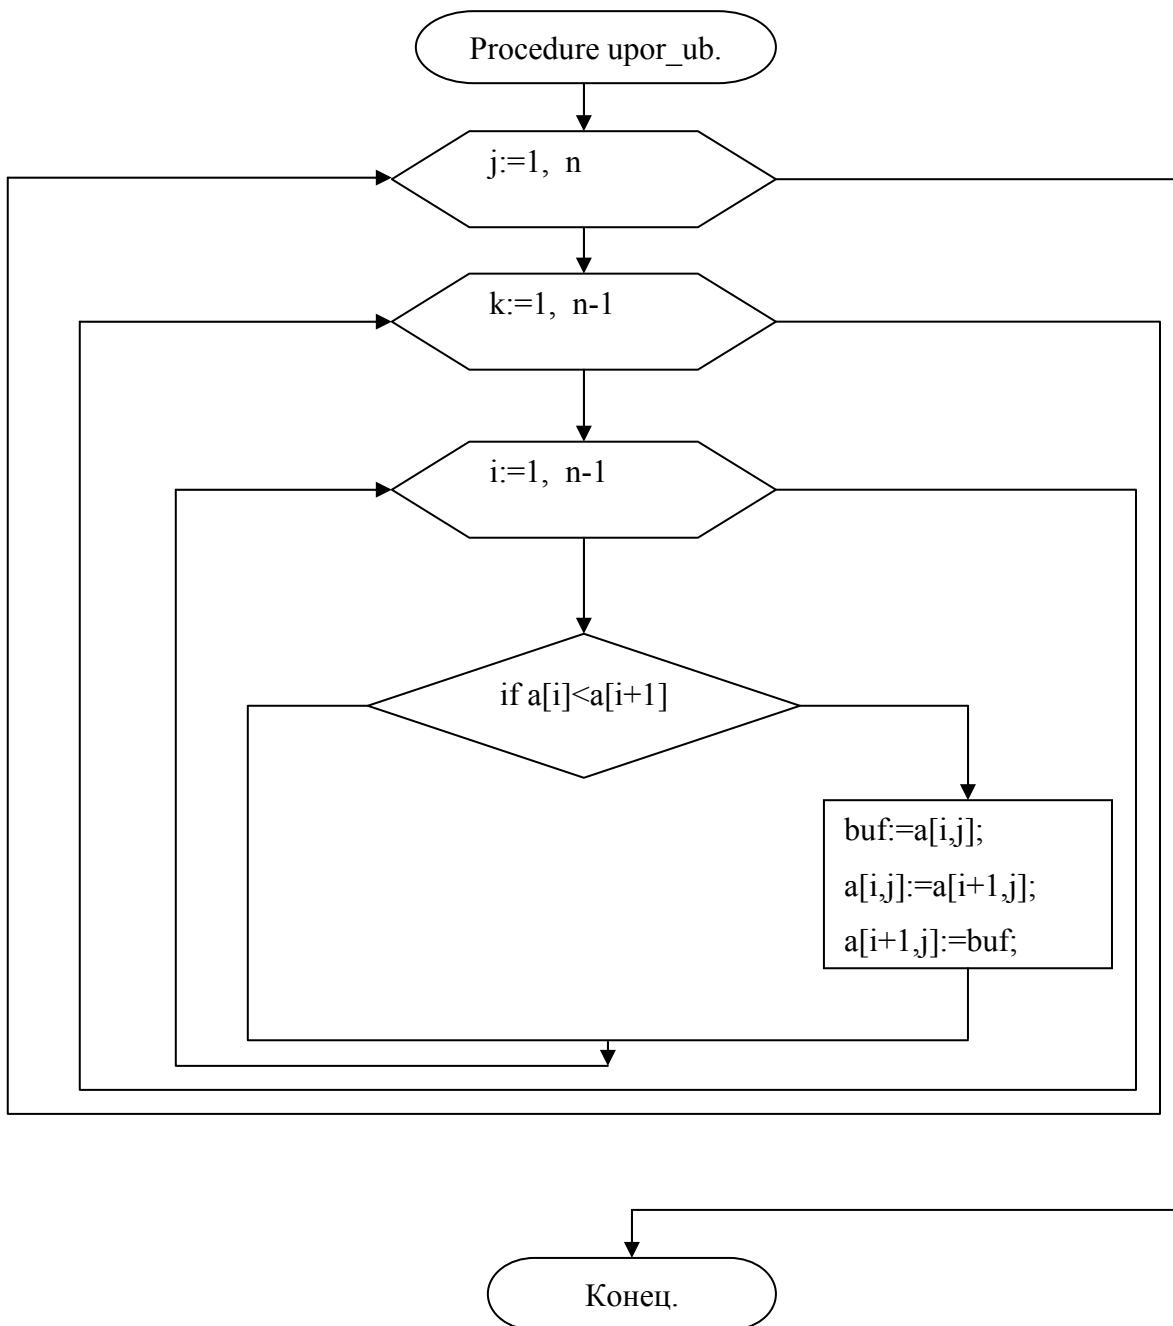 Procedure upor_ub.
j:=1, n
k:=1, n-1
i:=1, n-1
if a[i]<a[i+1]
buf:=a[i,j];
a[i,j]:=a[i+1,j];
a[i+1,j]:=buf;
Конец.